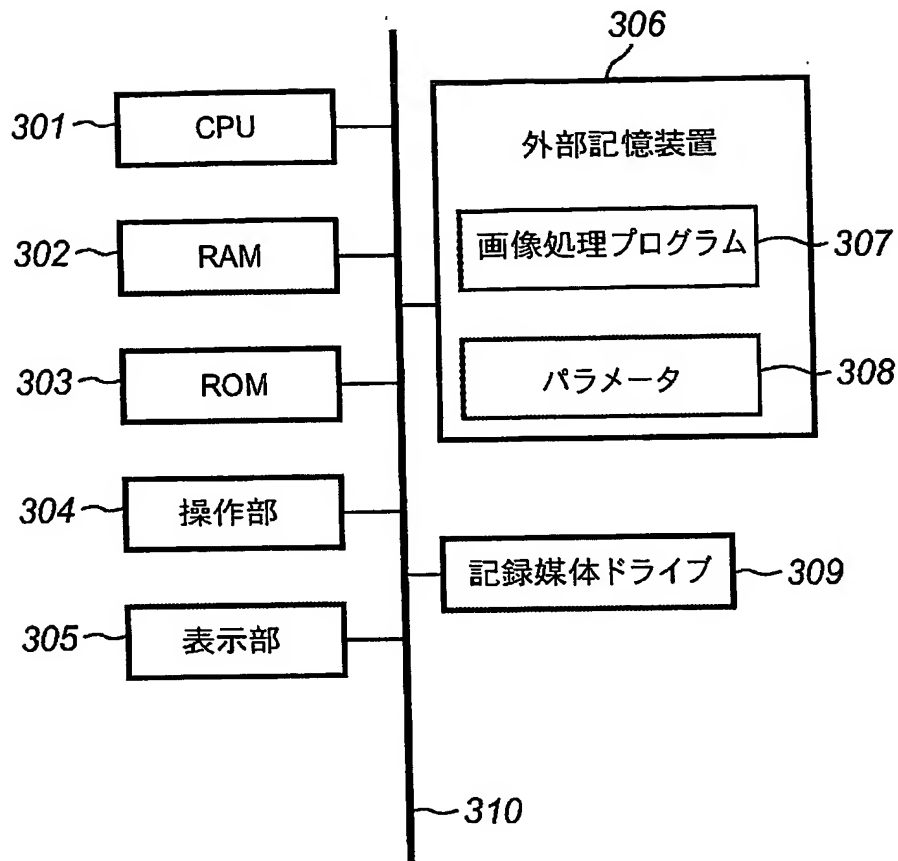 306
301
CPU
外部記憶装置
302
RAM
画像処理プログラム
307
303
ROM
パラメータ
308
304
操作部
記録媒体ドライブ
309
305
表示部
310